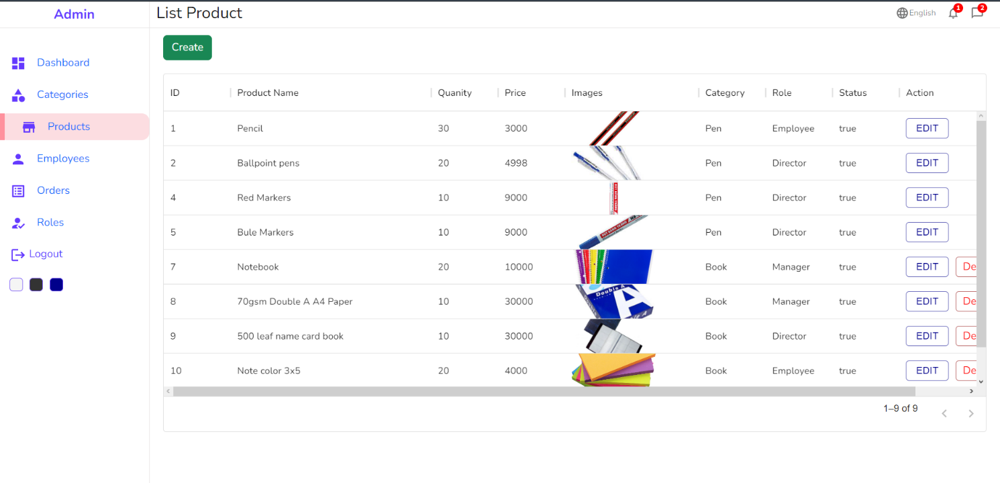 Admin
List Product
English
1
2
Dashboard
Categories
Products
Employees
Orders
Roles
Logout
Create
ID Product Name Quanity Price Images Category Role Status Action
1 Pencil 30 3000 Pen Employee true EDIT
2 Ballpoint pens 20 4998 Pen Director true EDIT
4 Red Markers 10 9000 Pen Director true EDIT
5 Bule Markers 10 9000 Pen Director true EDIT
7 Notebook 20 10000 Book Manager true EDIT De
8 70gsm Double A A4 Paper 10 30000 Double A A Book Manager true EDIT De
9 500 leaf name card book 10 30000 Book Director true EDIT De
10 Note color 3x5 20 4000 Book Employee true EDIT De
1–9 of 9